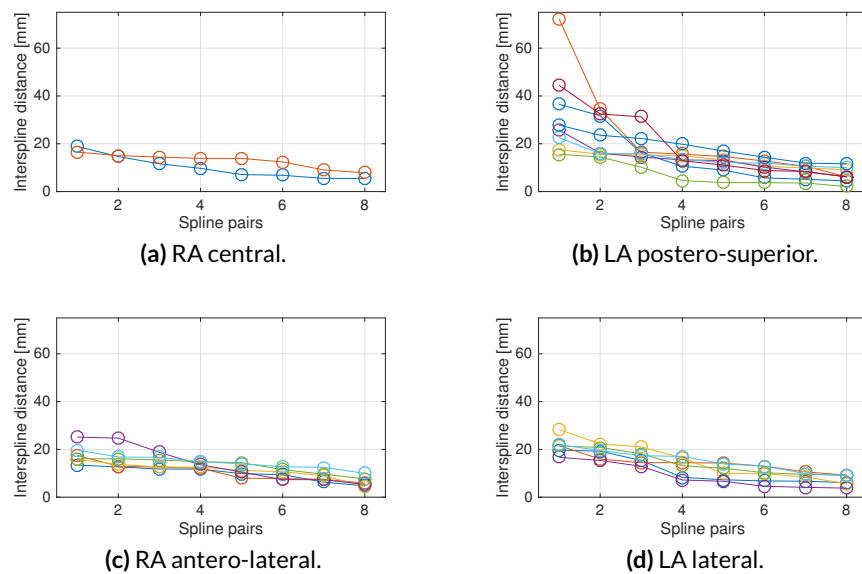 60
40
20
0
Interspline distance [mm]
2 4 6 8
Spline pairs
(a) RA central.
60
40
20
0
Interspline distance [mm]
2 4 6 8
Spline pairs
(b) LA postero-superior.
60
40
20
0
Interspline distance [mm]
2 4 6 8
Spline pairs
(c) RA antero-lateral.
60
40
20
0
Interspline distance [mm]
2 4 6 8
Spline pairs
(d) LA lateral.